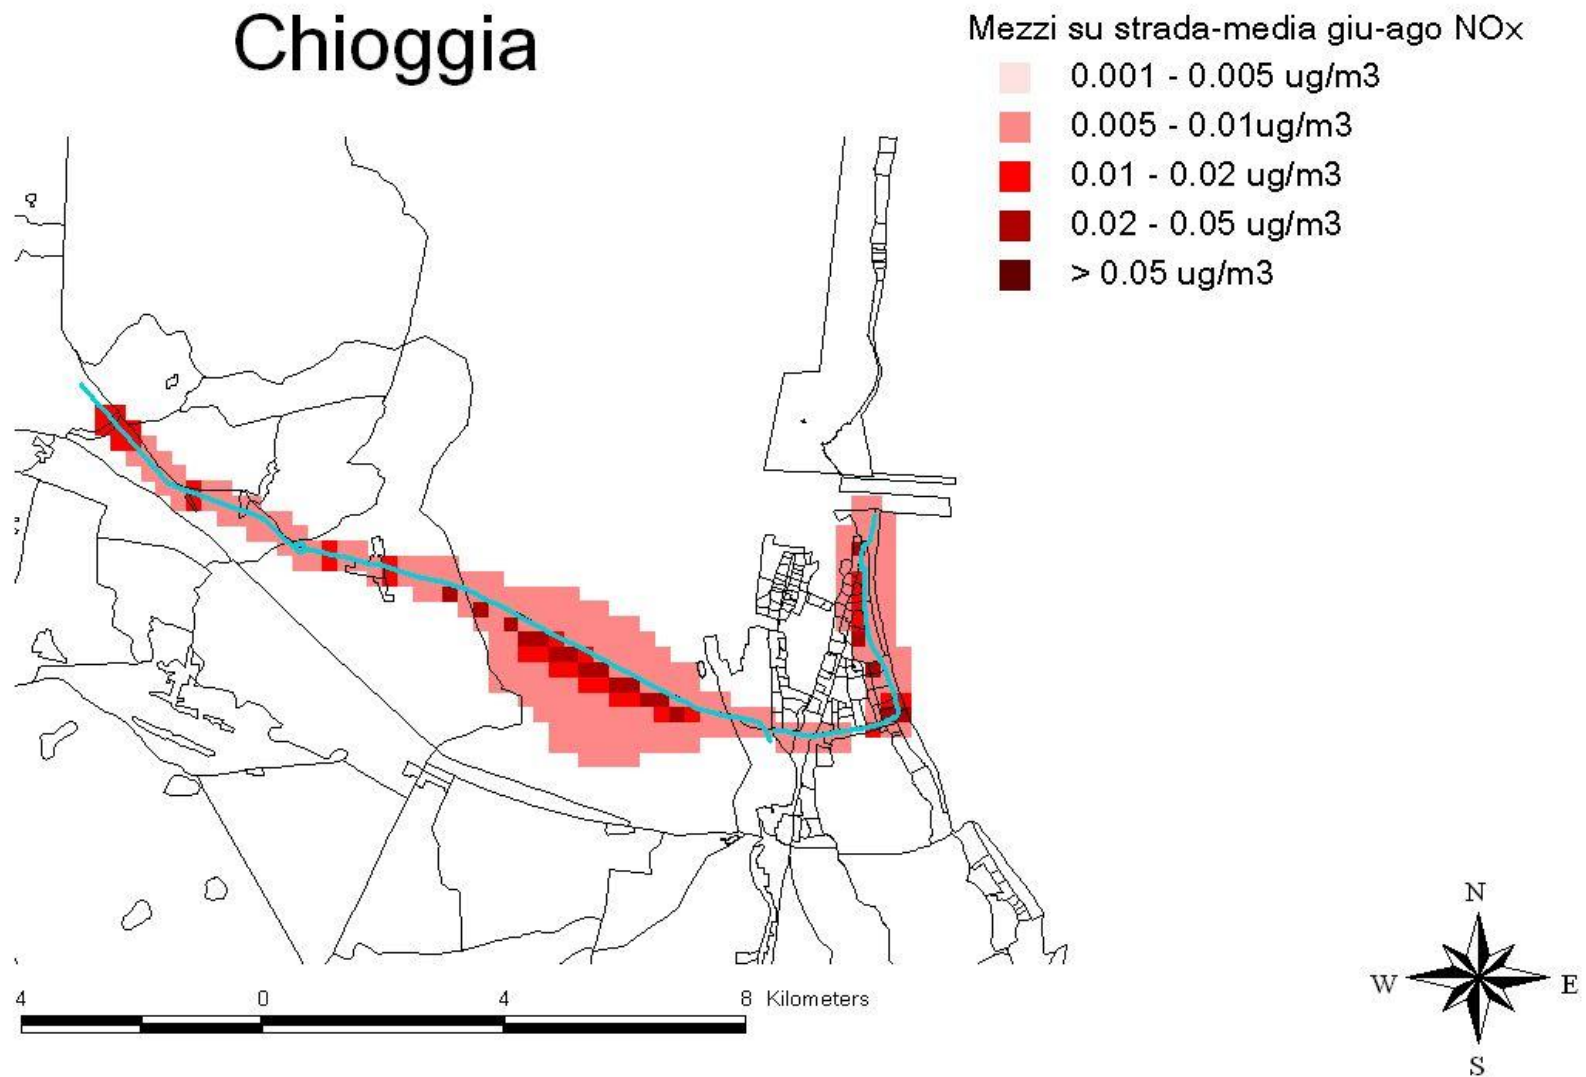 Chioggia
Mezzi su strada-media giu-ago NOx
0.001 - 0.005 ug/m3
0.005 - 0.01ug/m3
0.01 - 0.02 ug/m3
0.02 - 0.05 ug/m3
> 0.05 ug/m3
4 0 4 8 Kilometers
N
W E
S